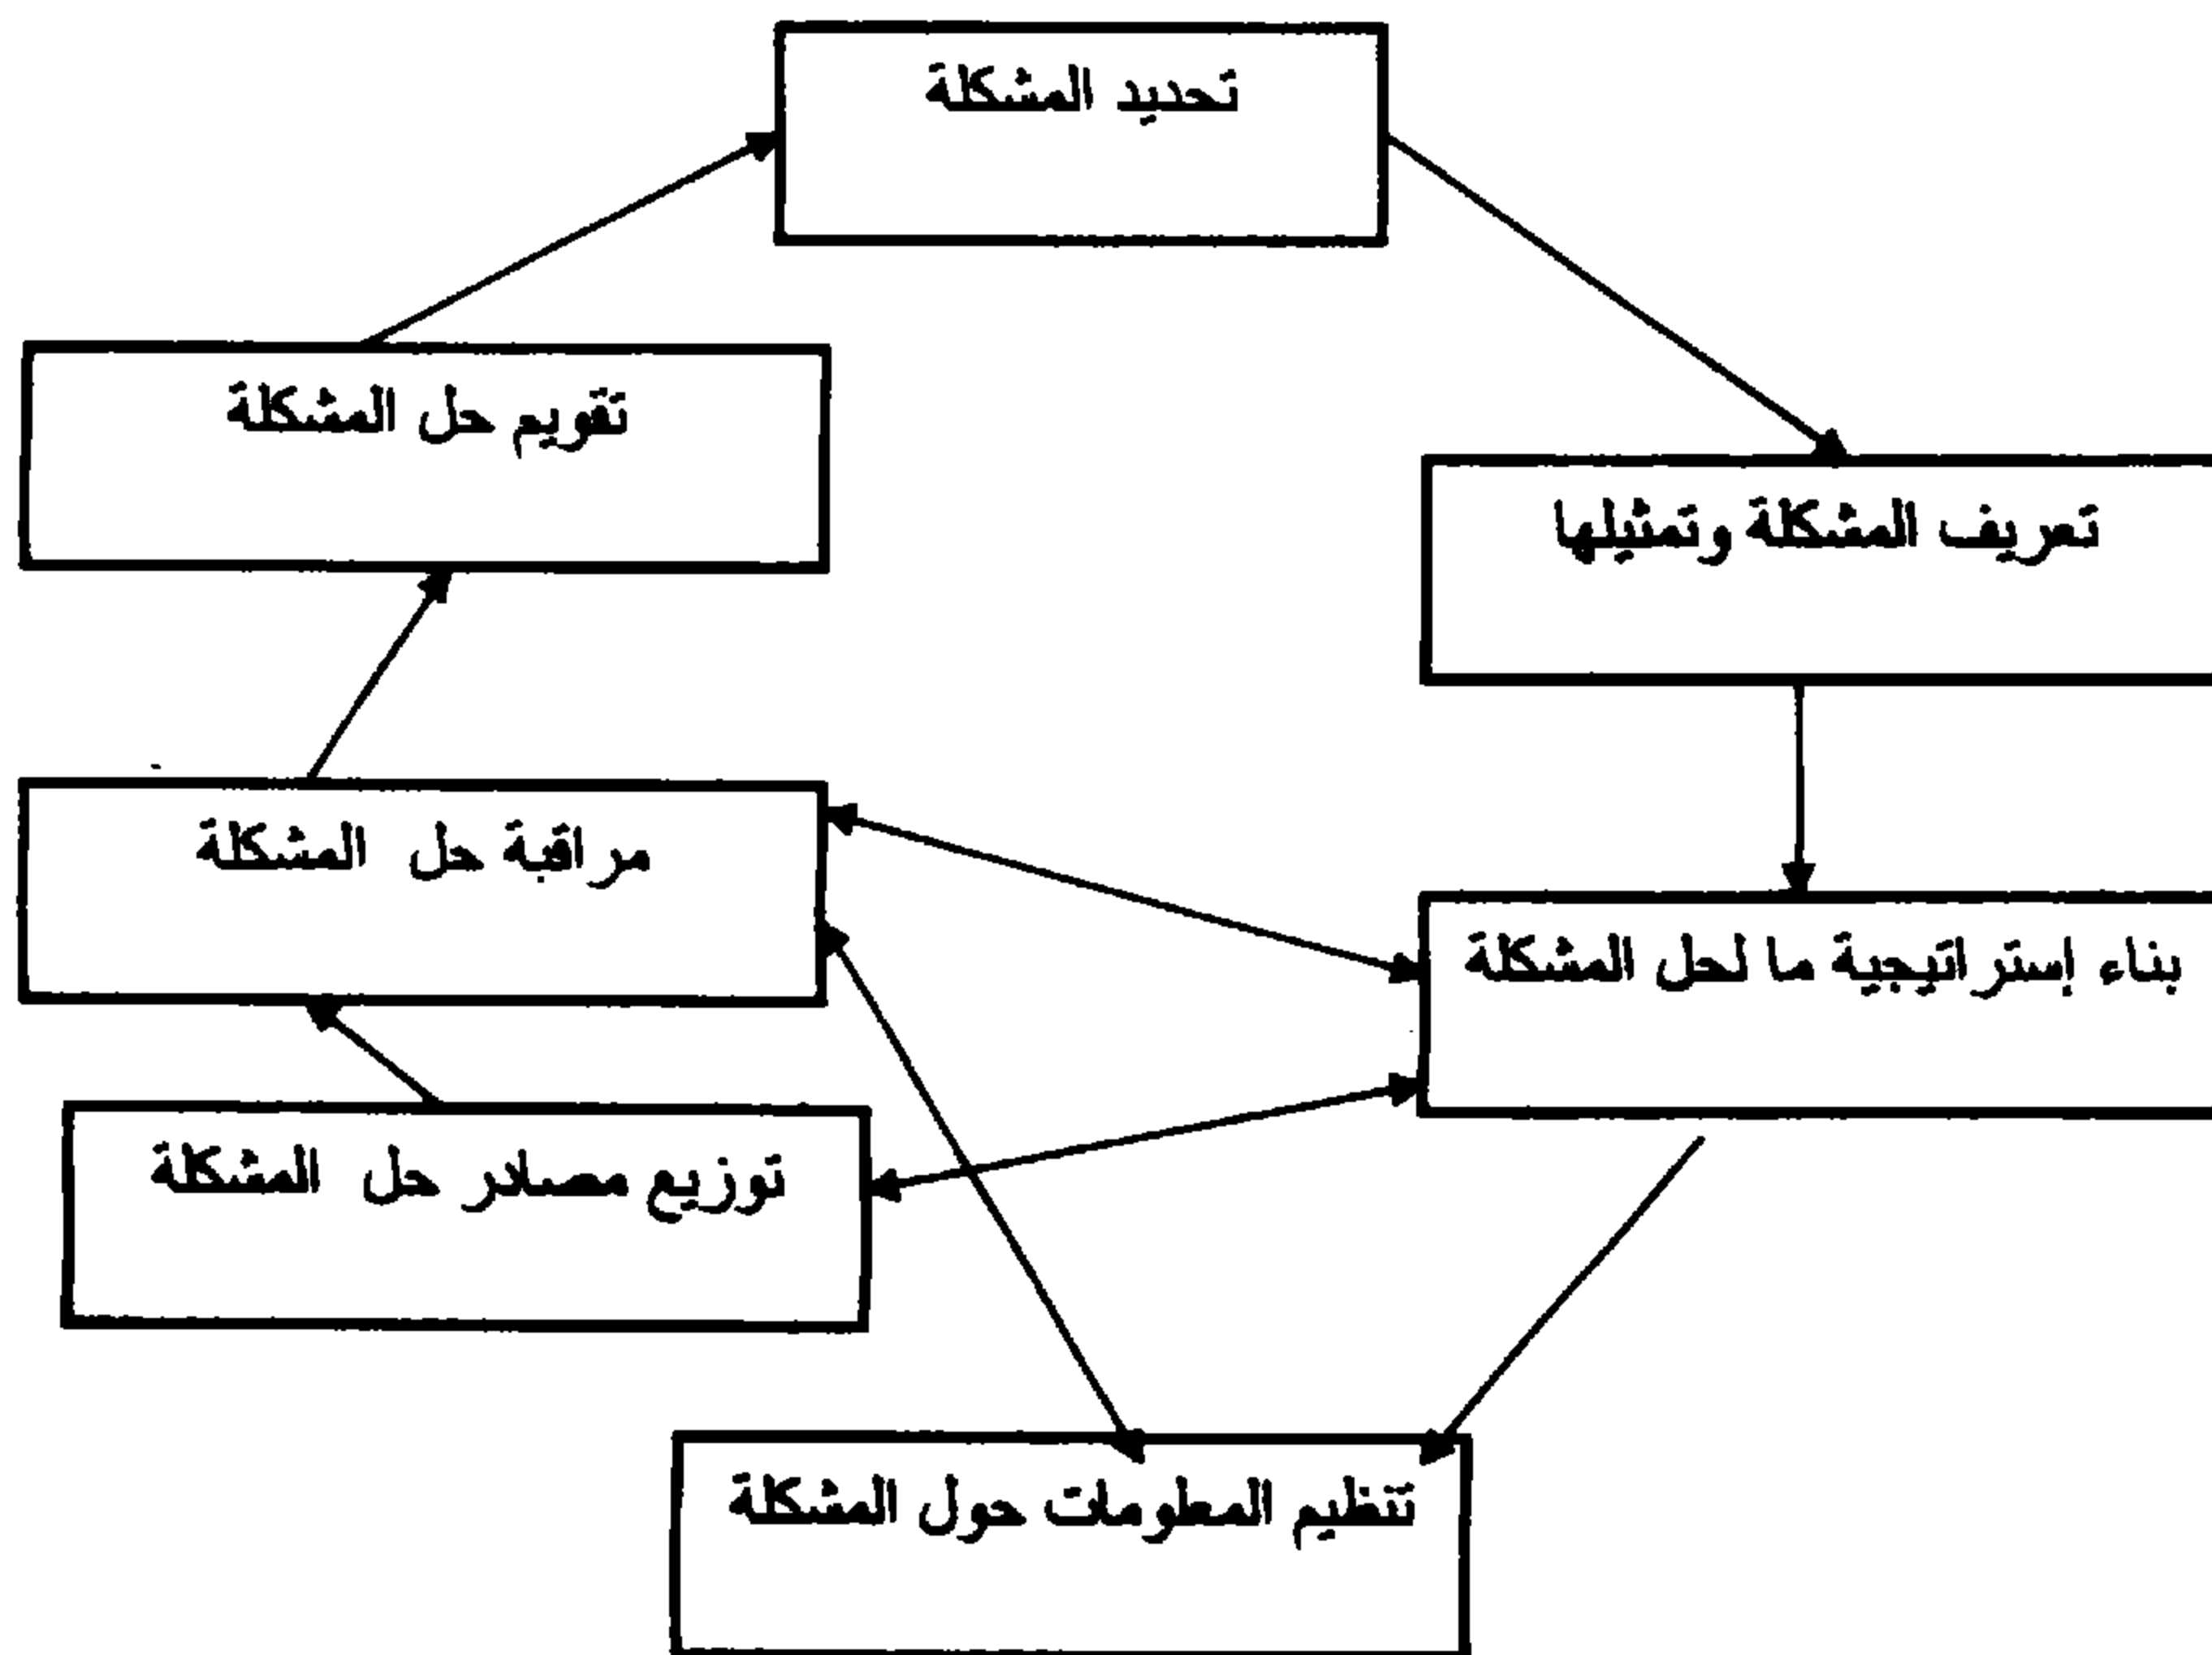 تحديد المشكلة
تقويم حل المشكلة
تعريف المشكلة وتمثيلها
مراقبة حل المشكلة
بناء إستراتيجية ما لحل المشكلة
توزيع مصادر حل المشكلة
تنظيم المعلومات حول المشكلة